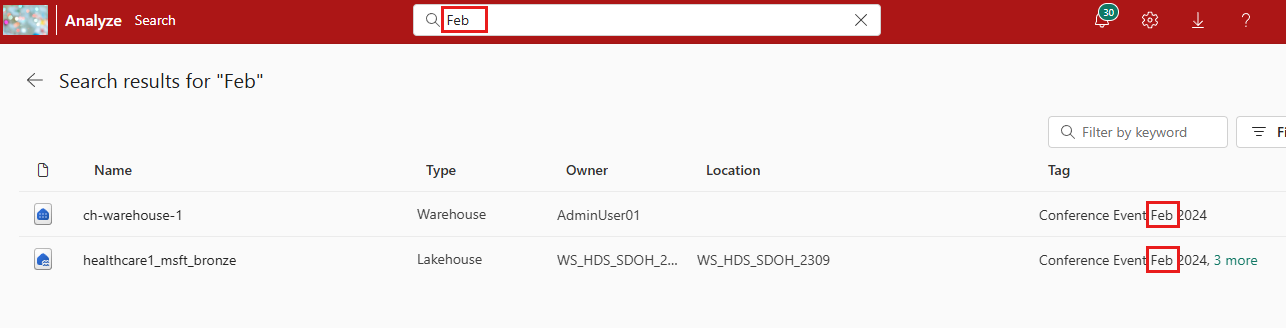 Analyze Search Feb 30 ?
Search results for "Feb"
Filter by keyword Fi
Name Type Owner Location Tag
ch-warehouse-1 Warehouse AdminUser01 Conference Event Feb 2024
healthcare1_msft_bronze Lakehouse WS_HDS_SDOH_2... WS_HDS_SDOH_2309 Conference Event Feb 2024, 3 more